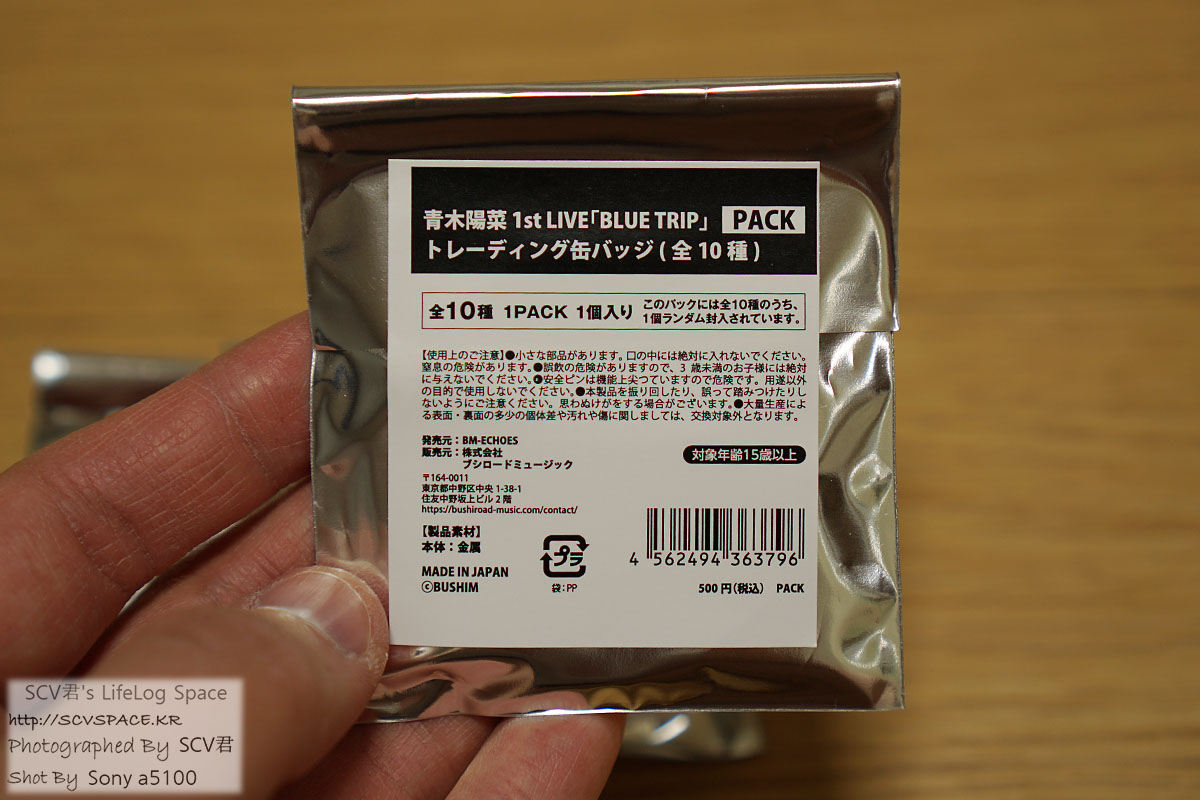 青木陽菜 1st LIVE「BLUE TRIP」 PACK
トレーディング缶バッジ(全10種)
全10種 1PACK 1個入り
このパックには全10種のうち、
1個ランダム封入されています。
【使用上のご注意】●小さな部品があります。口の中には絶対に入れないでください。
窒息の危険があります。●誤飲の危険がありますので、3 歳未満のお子様には絶対
に与えないでください。●安全ピンは機能上尖つていますので危険です。用遂以外
の目的で使用しないでください。●本製品を振り回したり、誤って踏みつけたりし
ないようにご注意ください。思わぬけがをする場合がございます。●大量生産によ
る表面・裏面の多少の個体差や汚れや傷に関しましては、交換対象外となります。
発売元：BM-ECHOES
販売元：株式会社
ブシロードミュージック
対象年齢15歳以上
〒164-0011
東京都中野区中央 1-38-1
住友中野坂上ビル 2 階
https://bushiroad-music.com/contact/
【製品素材】
本体：金属
MADE IN JAPAN
©BUSHIM
プラ
袋:PP
4 562494 363796
500 円(税込) PACK
SCV君's LifeLog Space
http://SCVSPACE.KR
Photographed By SCV君
Shot By Sony a5100